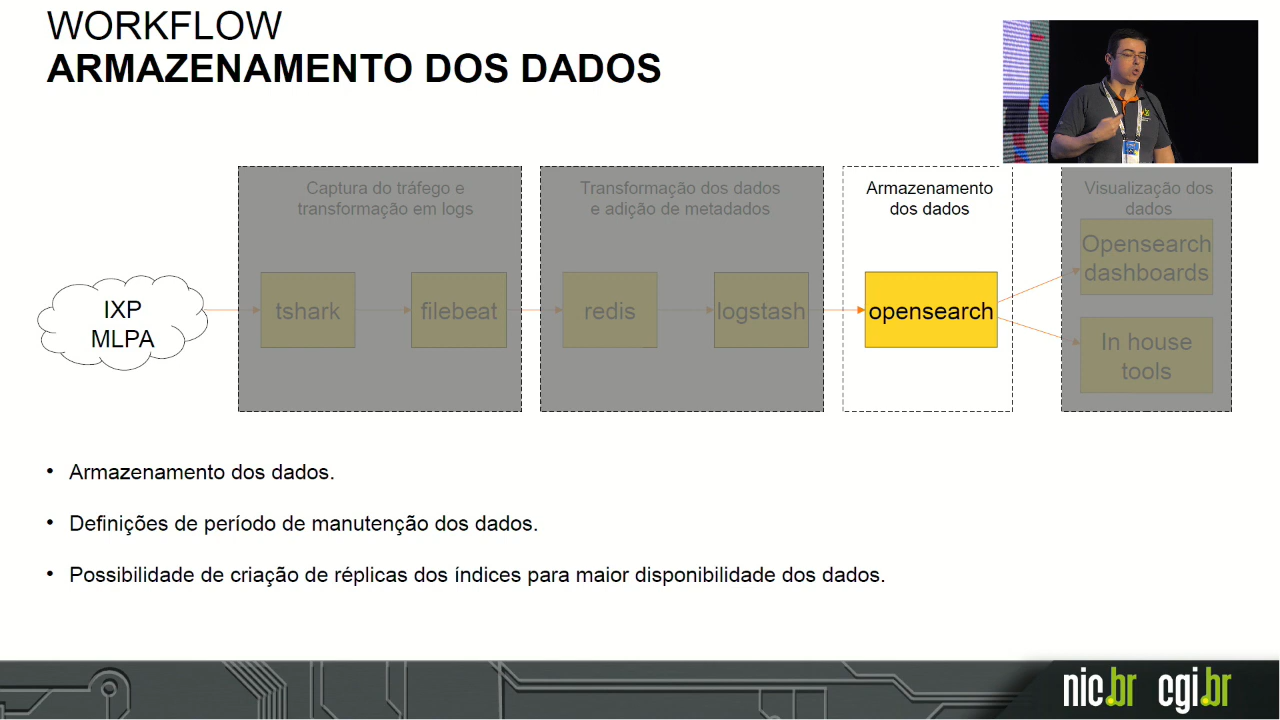 WORKFLOW
ARMAZENAMENTO DOS DADOS
Captura do tráfego e
transformação em logs
Transformação dos dados
e adição de metadados
Armazenamento
dos dados
Visualização dos
dados
IXP
MLPA
tshark
filebeat
redis
logstash
opensearch
Opensearch
dashboards
In house
tools
• Armazenamento dos dados.
• Definições de período de manutenção dos dados.
• Possibilidade de criação de réplicas dos índices para maior disponibilidade dos dados.
nic.br cgi.br